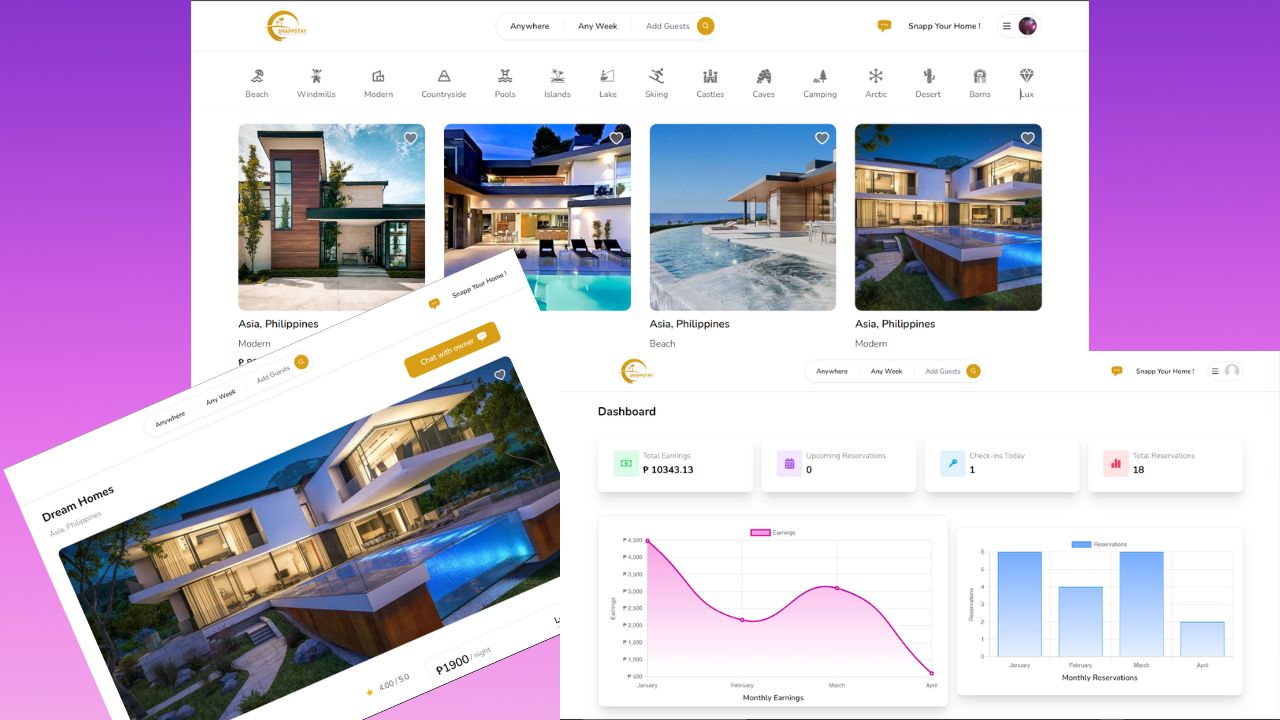 SNAPPSTAY
Anywhere
Any Week
Add Guests
Snapp Your Home !
Beach
Windmills
Modern
Countryside
Pools
Islands
Lake
Skiing
Castles
Caves
Camping
Arctic
Desert
Barns
Lux
Asia, Philippines
Modern
Asia, Philippines
Beach
Asia, Philippines
Modern
Snapp Your Home !
Anywhere
Any Week
Add Guests
Chat with owner
Dream Homes
Asia, Philippines
4.00 / 5.0
₱1900 / night
SNAPPSTAY
Anywhere
Any Week
Add Guests
Snapp Your Home !
Dashboard
Total Earnings
₱ 10343.13
Upcoming Reservations
0
Check-ins Today
1
Total Reservations
18
Earnings
₱ 4,500
₱ 4,000
₱ 3,500
₱ 3,000
₱ 2,500
₱ 2,000
₱ 1,500
₱ 1,000
₱ 500
Earnings
January
February
March
April
Monthly Earnings
Reservations
6
5
4
3
2
1
0
Reservations
January
February
March
April
Monthly Reservations